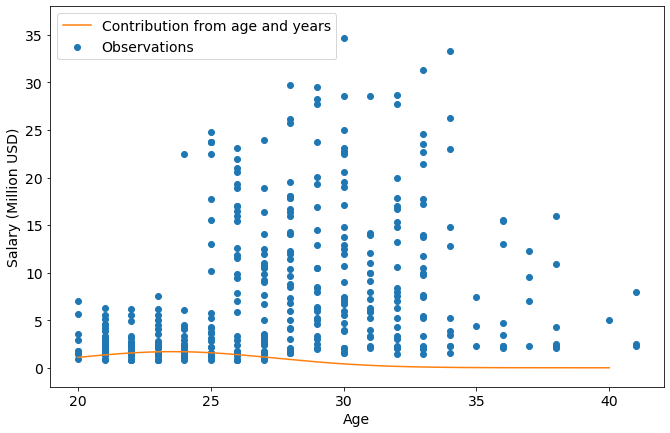 Contribution from age and years
Observations
35
30
25
20
15
10
5
0
Salary (Million USD)
20 25 30 35 40
Age